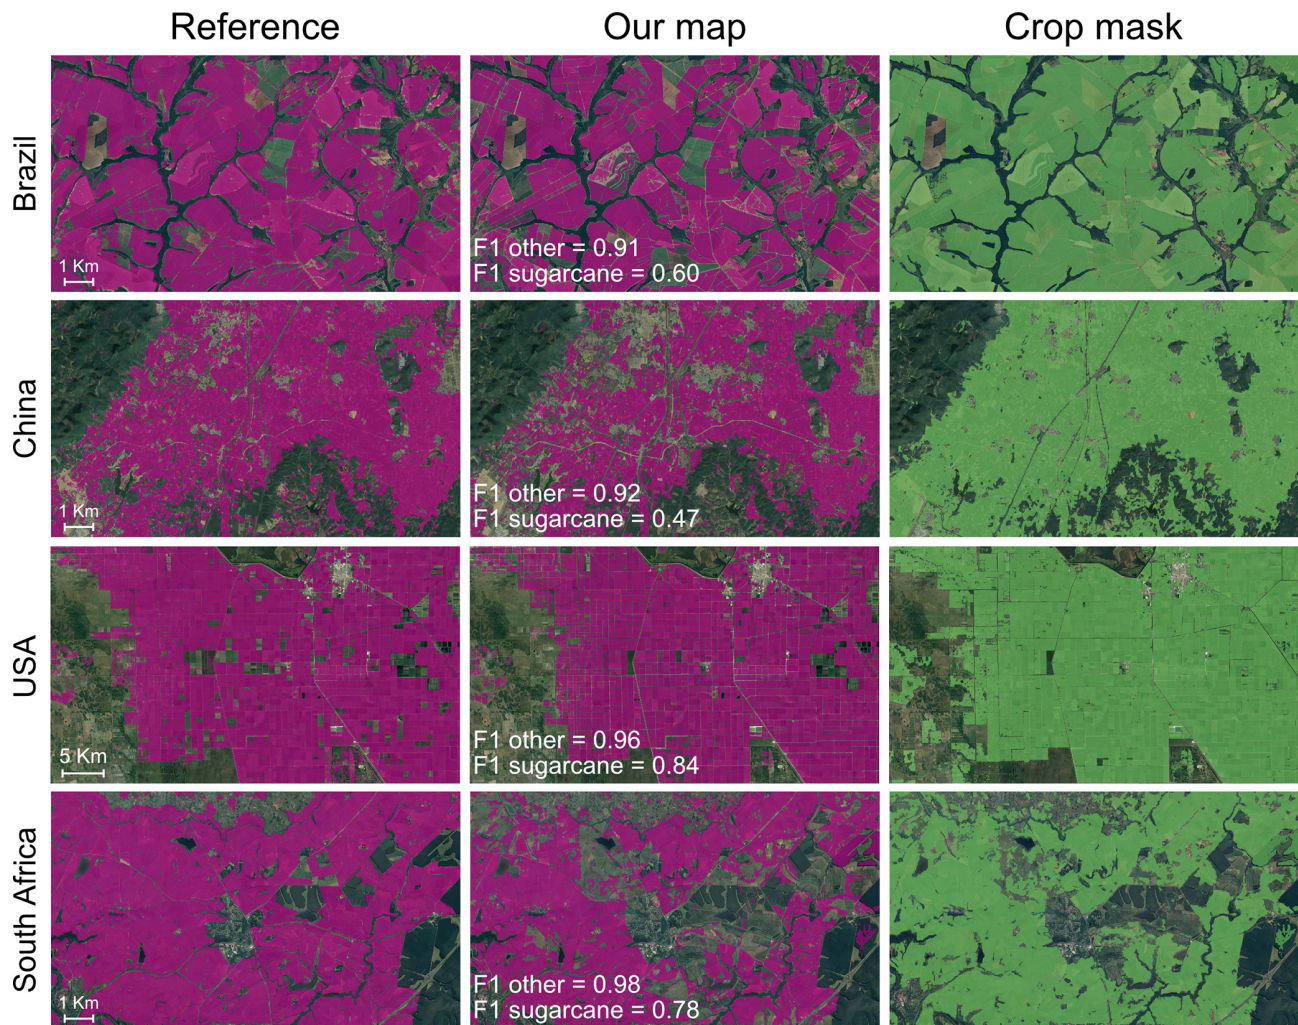 Reference
Our map
Crop mask
Brazil
1 Km
F1 other = 0.91
F1 sugarcane = 0.60
China
1 Km
F1 other = 0.92
F1 sugarcane = 0.47
USA
5 Km
F1 other = 0.96
F1 sugarcane = 0.84
South Africa
1 Km
F1 other = 0.98
F1 sugarcane = 0.78